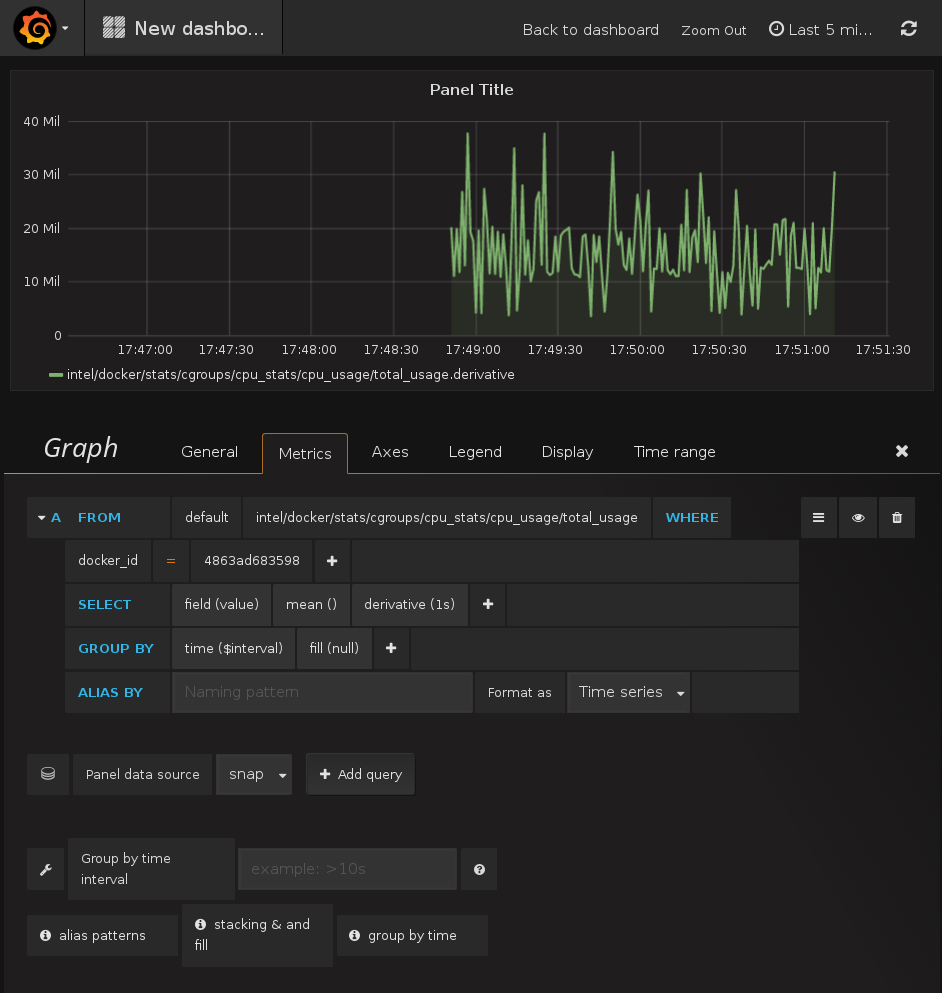 New dashbo...
Back to dashboard Zoom Out Last 5 mi...
Panel Title
40 Mil
30 Mil
20 Mil
10 Mil
0
17:47:00 17:47:30 17:48:00 17:48:30 17:49:00 17:49:30 17:50:00 17:50:30 17:51:00 17:51:30
intel/docker/stats/cgroups/cpu_stats/cpu_usage/total_usage.derivative
Graph General Metrics Axes Legend Display Time range
A FROM default intel/docker/stats/cgroups/cpu_stats/cpu_usage/total_usage WHERE
docker_id = 4863ad683598
SELECT field (value) mean () derivative (1s)
GROUP BY time ($interval) fill (null)
ALIAS BY Naming pattern Format as Time series
Panel data source snap Add query
Group by time
interval
example: >10s
alias patterns
stacking & and
fill
group by time